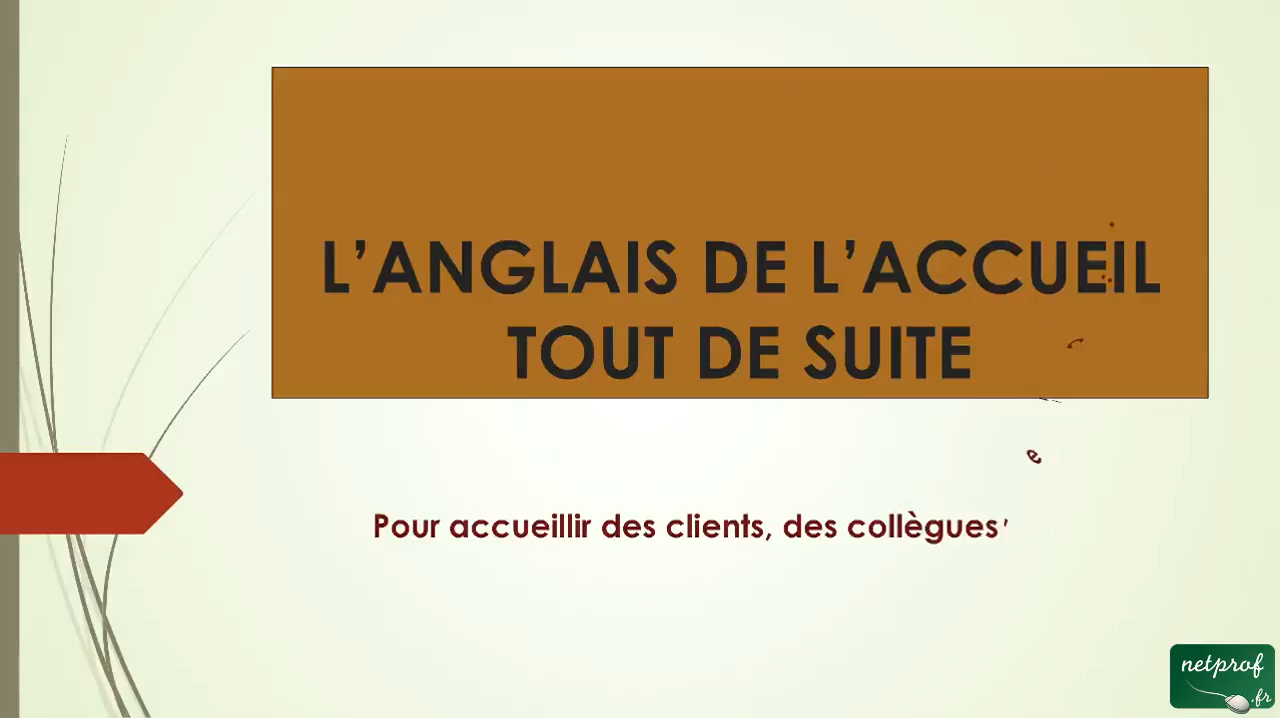 L’ANGLAIS DE L’ACCUEIL
TOUT DE SUITE
Pour accueillir des clients, des collègues
netprof
.fr